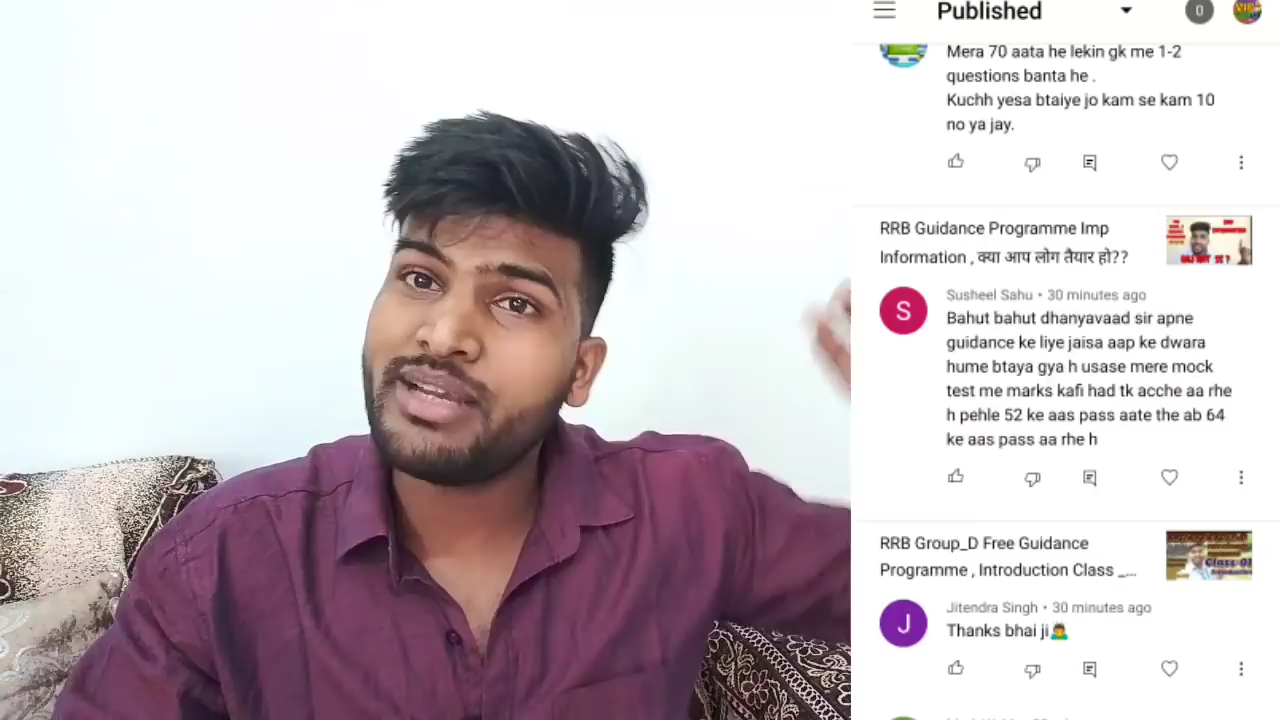 Published
0
Mera 70 aata he lekin gk me 1-2
questions banta he .
Kuchh yesa btaiye jo kam se kam 10
no ya jay.
RRB Guidance Programme Imp
Information , क्या आप लोग तैयार हो??
Susheel Sahu • 30 minutes ago
S
Bahut bahut dhanyavaad sir apne
guidance ke liye jaisa aap ke dwara
hume btaya gya h usase mere mock
test me marks kafi had tk acche aa rhe
h pehle 52 ke aas pass aate the ab 64
ke aas pass aa rhe h
RRB Group_D Free Guidance
Programme , Introduction Class _...
Class 01
Jitendra Singh • 30 minutes ago
J
Thanks bhai ji